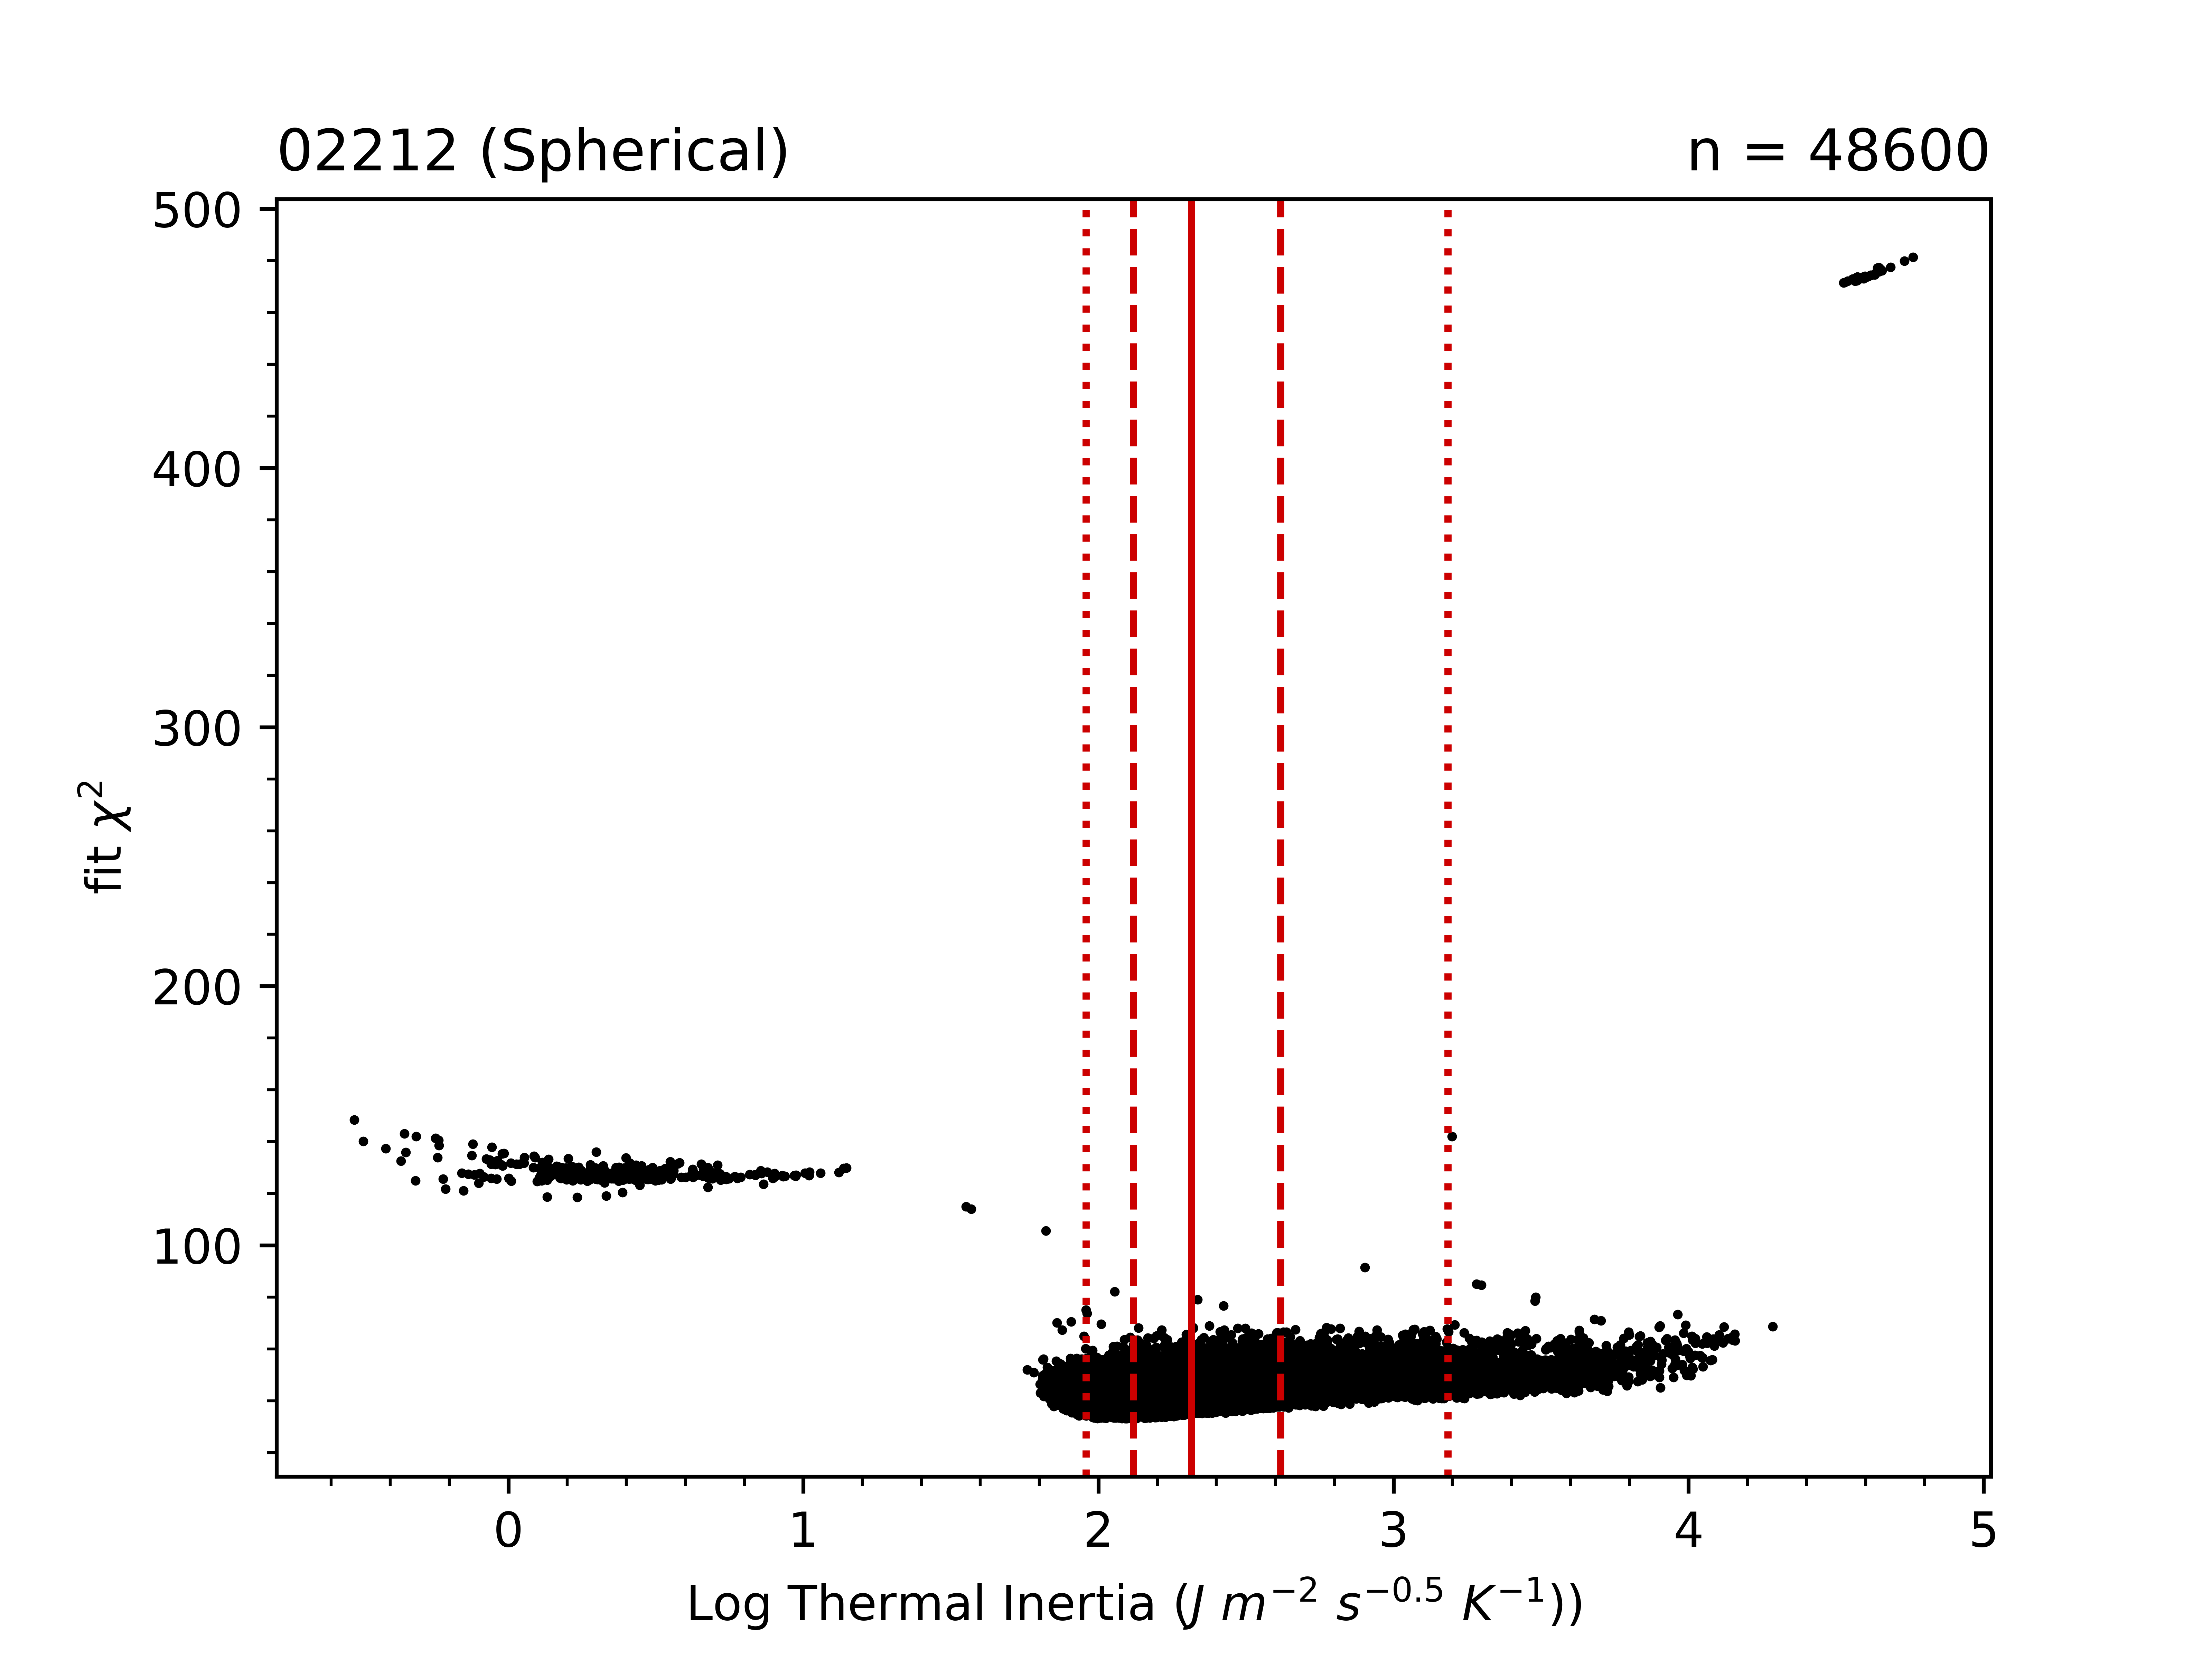 02212 (Spherical)
n = 48600
500
400
300
200
100
fit χ²
0 1 2 3 4 5
Log Thermal Inertia (J m⁻² s⁻⁰·⁵ K⁻¹))